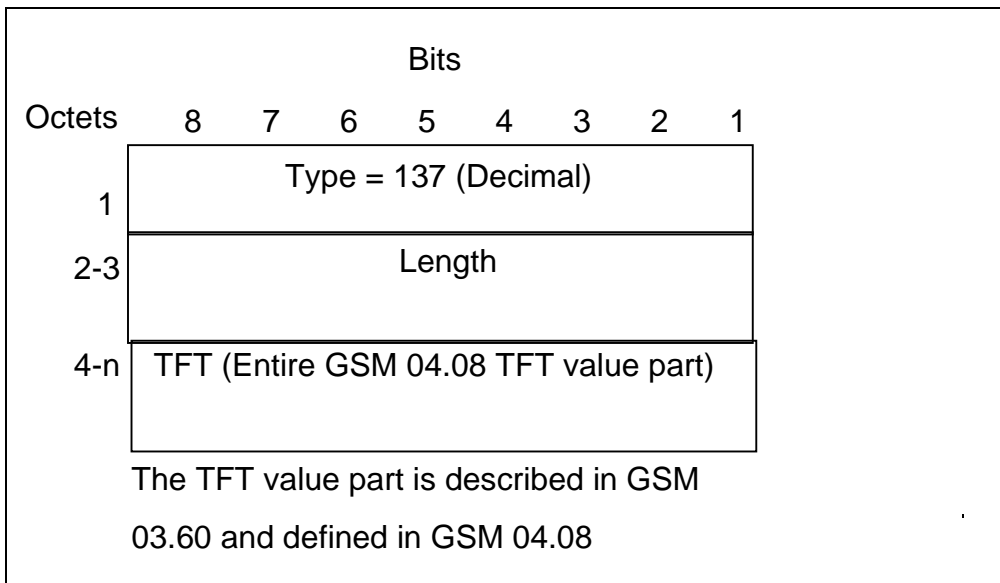 Bits
Octets 8 7 6 5 4 3 2 1
1 Type = 137 (Decimal)
2-3 Length
4-n TFT (Entire GSM 04.08 TFT value part)
The TFT value part is described in GSM
03.60 and defined in GSM 04.08